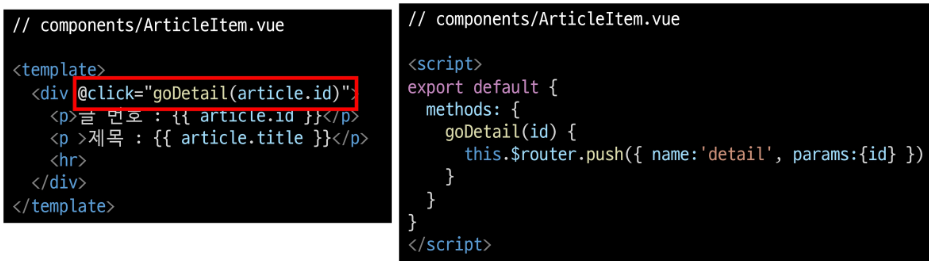 // components/ArticleItem.vue
<template>
<div @click="goDetail(article.id)">
<p>글 번호 : {{ article.id }}</p>
<p >제목 : {{ article.title }}</p>
<hr>
</div>
</template>
// components/ArticleItem.vue
<script>
export default {
methods: {
goDetail(id) {
this.$router.push({ name:'detail', params:{id} })
}
}
}
</script>